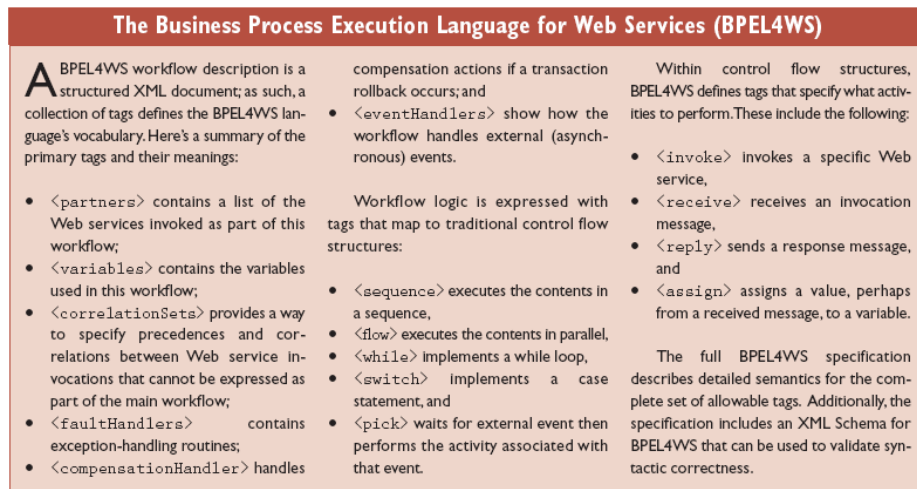 The Business Process Execution Language for Web Services (BPEL4WS)
A BPEL4WS workflow description is a
structured XML document; as such, a
collection of tags defines the BPEL4WS lan-
guage's vocabulary. Here's a summary of the
primary tags and their meanings:
• <partners> contains a list of the
Web services invoked as part of this
workflow;
• <variables> contains the variables
used in this workflow;
• <correlationSets> provides a way
to specify precedences and cor-
relations between Web service in-
vocations that cannot be expressed as
part of the main workflow;
• <faultHandlers> contains
exception-handling routines;
• <compensationHandler> handles
compensation actions if a transaction
rollback occurs; and
• <eventHandlers> show how the
workflow handles external (asynch-
ronous) events.
Workflow logic is expressed with
tags that map to traditional control flow
structures:
• <sequence> executes the contents in
a sequence,
• <flow> executes the contents in parallel,
• <while> implements a while loop,
• <switch> implements a case
statement, and
• <pick> waits for external event then
performs the activity associated with
that event.
Within control flow structures,
BPEL4WS defines tags that specify what activ-
ities to perform. These include the following:
• <invoke> invokes a specific Web
service,
• <receive> receives an invocation
message,
• <reply> sends a response message,
and
• <assign> assigns a value, perhaps
from a received message, to a variable.
The full BPEL4WS specification
describes detailed semantics for the com-
plete set of allowable tags. Additionally, the
specification includes an XML Schema for
BPEL4WS that can be used to validate syn-
tactic correctness.